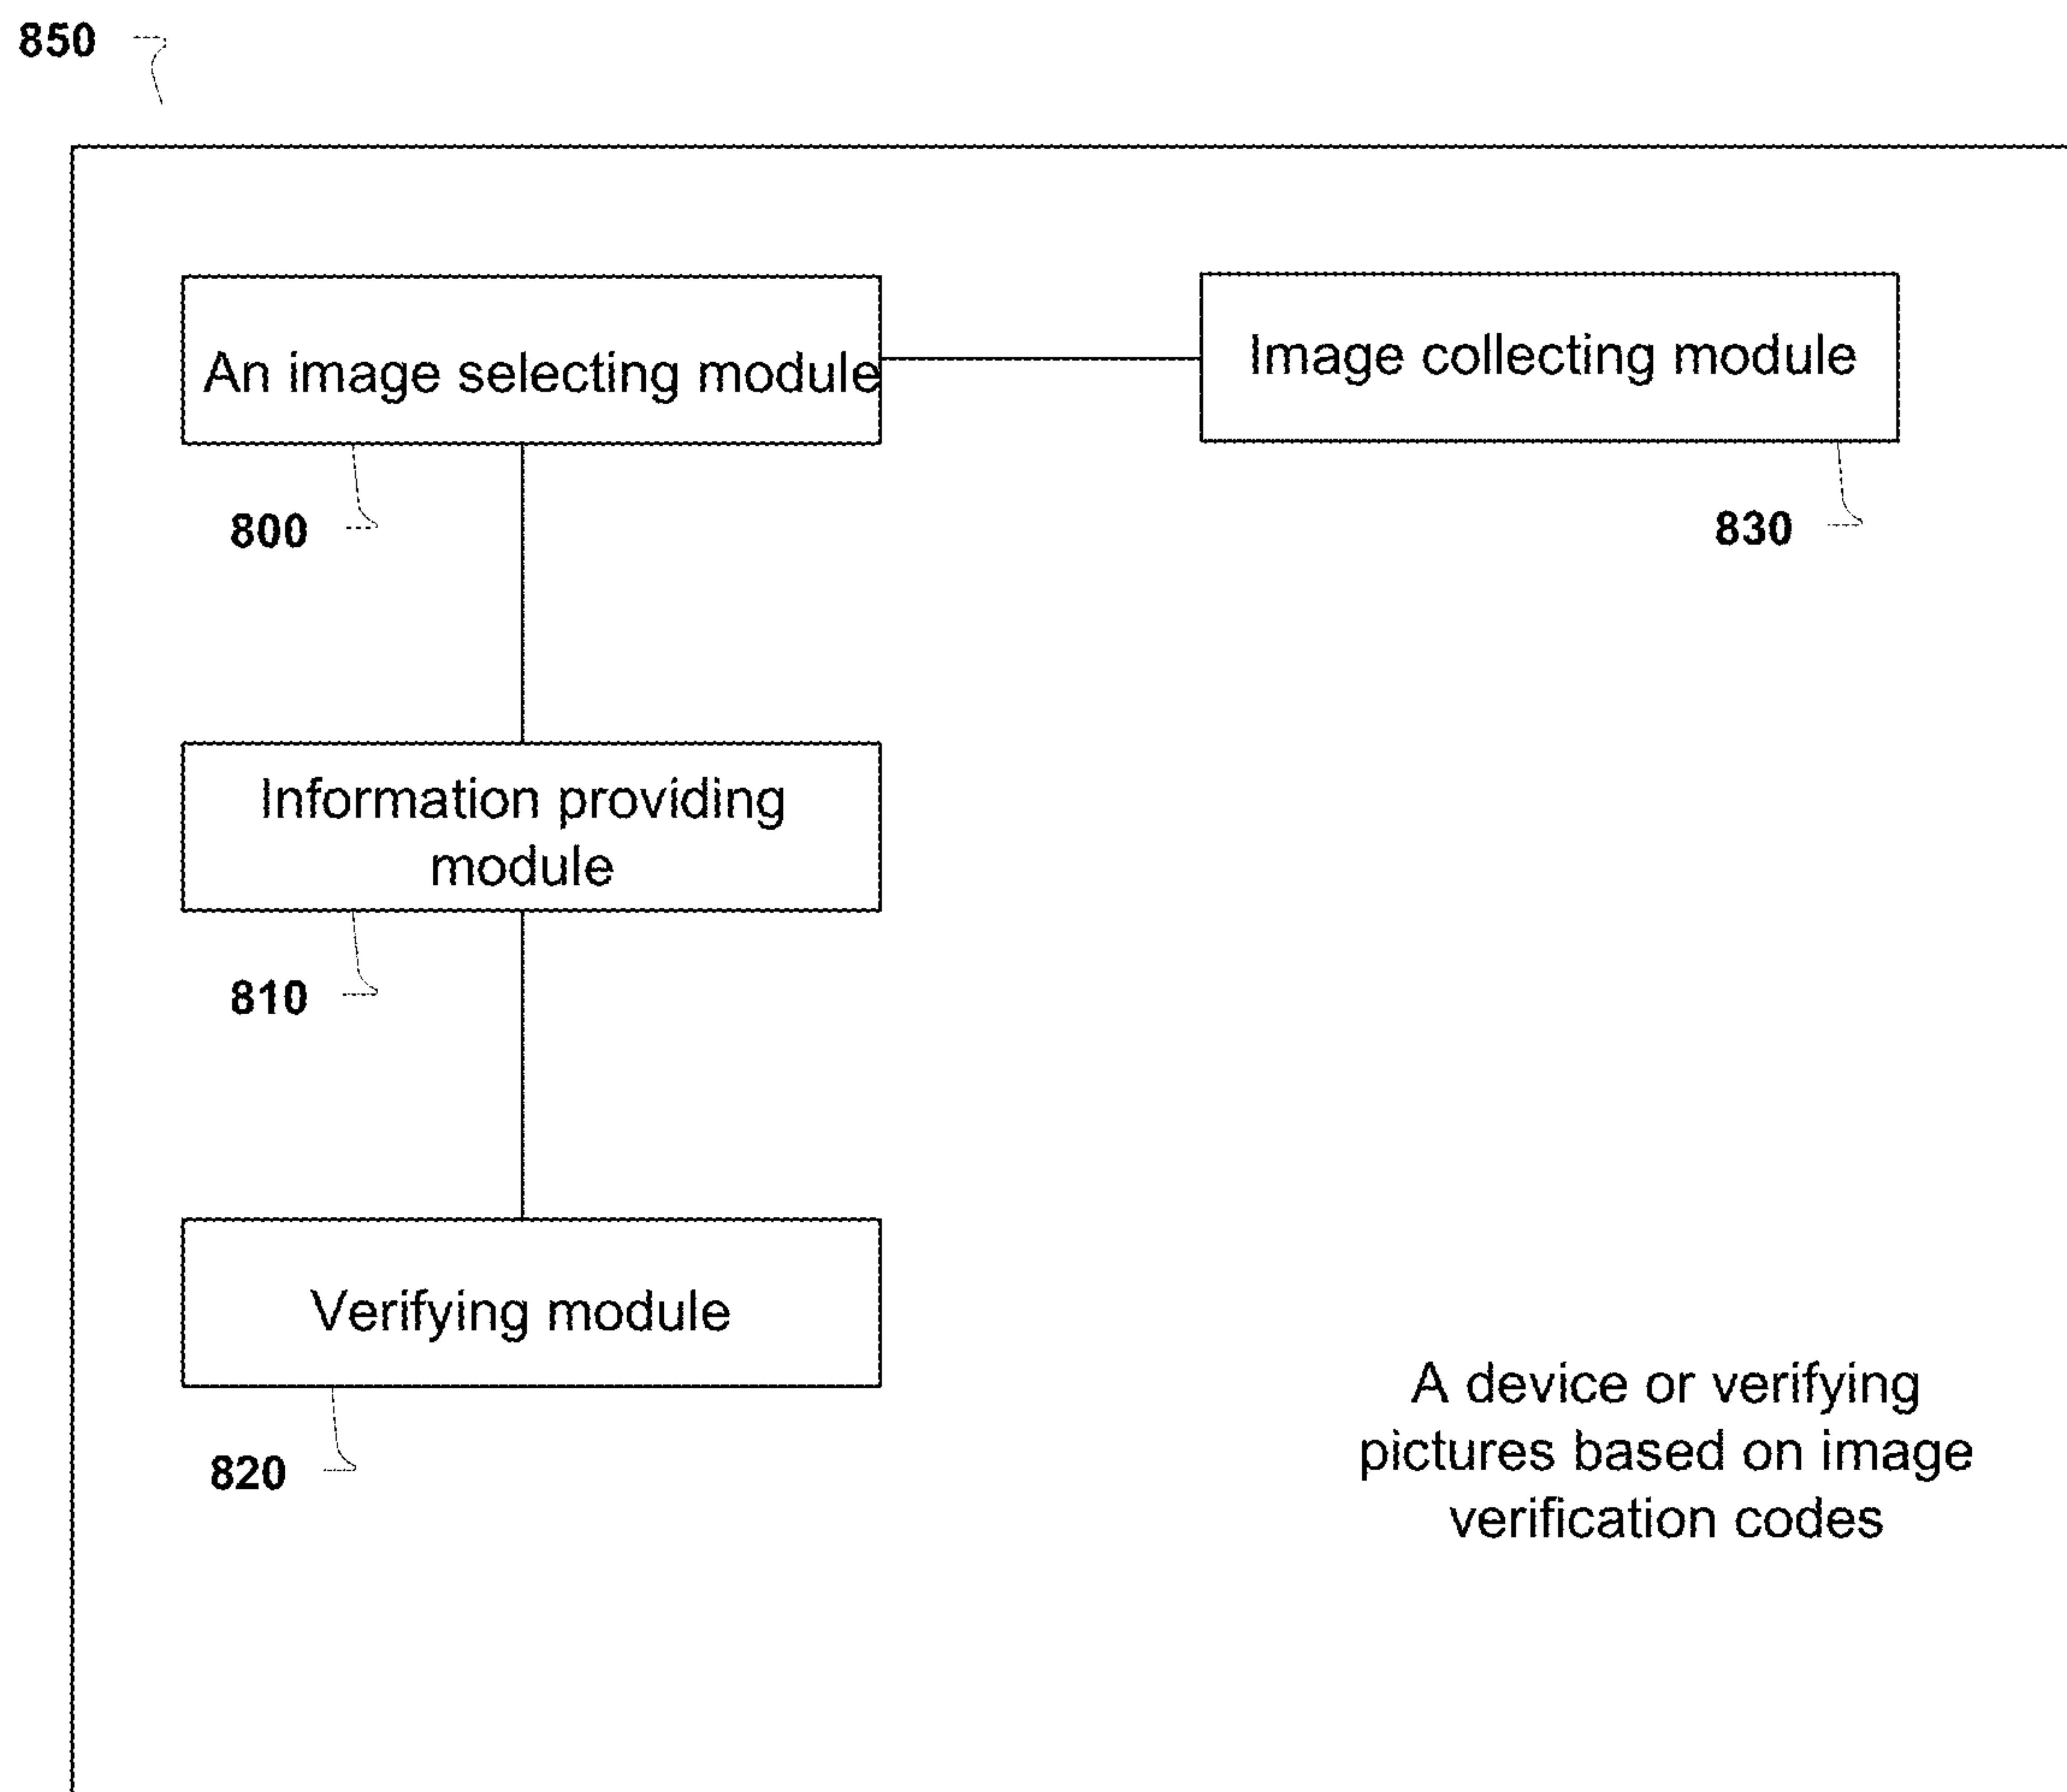 850
An image selecting module
Image collecting module
800
830
Information providing
module
810
Verifying module
820
A device or verifying
pictures based on image
verification codes